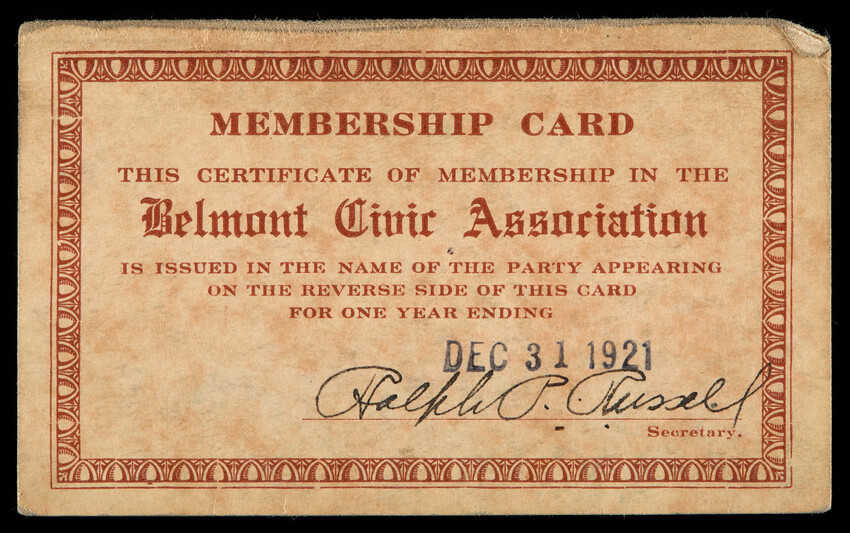 MEMBERSHIP CARD
THIS CERTIFICATE OF MEMBERSHIP IN THE
Belmont Civic Association
IS ISSUED IN THE NAME OF THE PARTY APPEARING
ON THE REVERSE SIDE OF THIS CARD
FOR ONE YEAR ENDING
DEC 31 1921
Ralph P. Russell
Secretary.